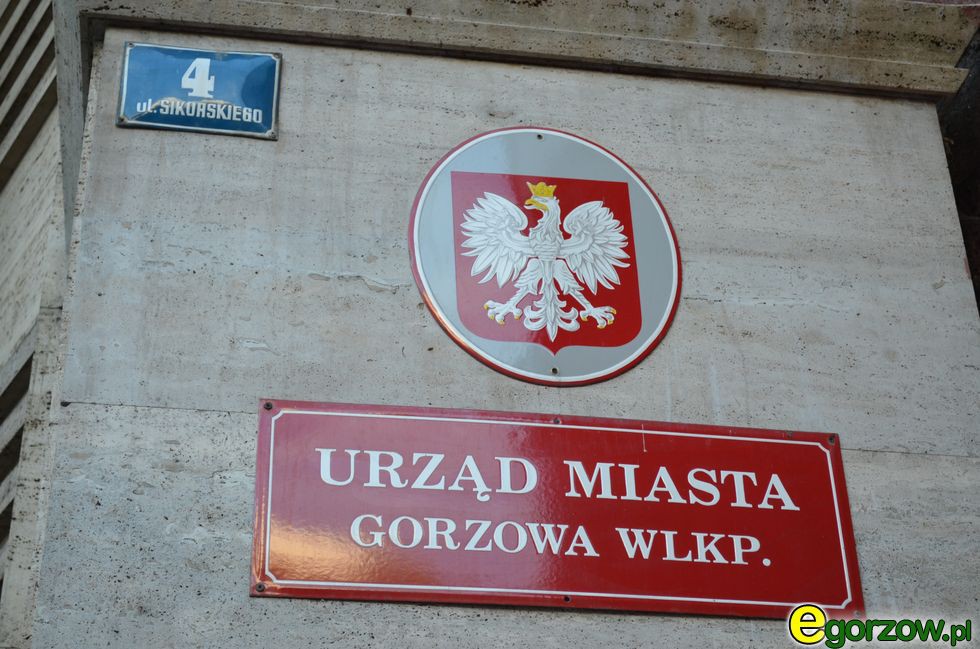 4
ul. SIKORSKIEGO
URZĄD MIASTA
GORZOWA WLKP.
egorzow.pl